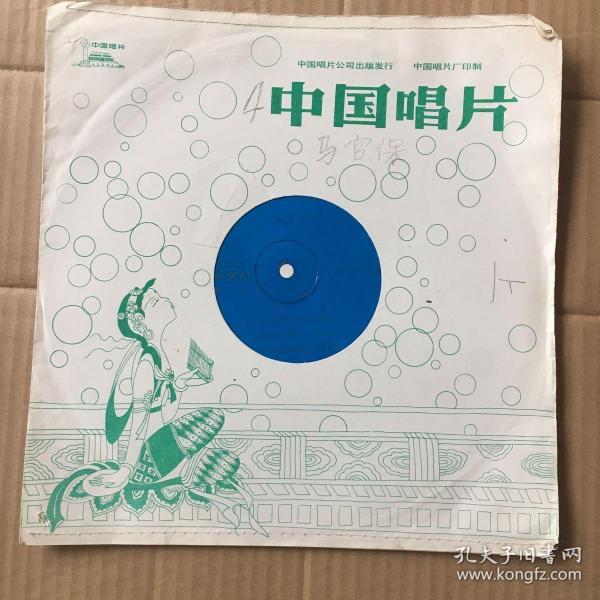 中国唱片
中国唱片公司出版发行 中国唱片厂印制
4 中国唱片
马官保
孔夫子旧书网
www.kongfz.com